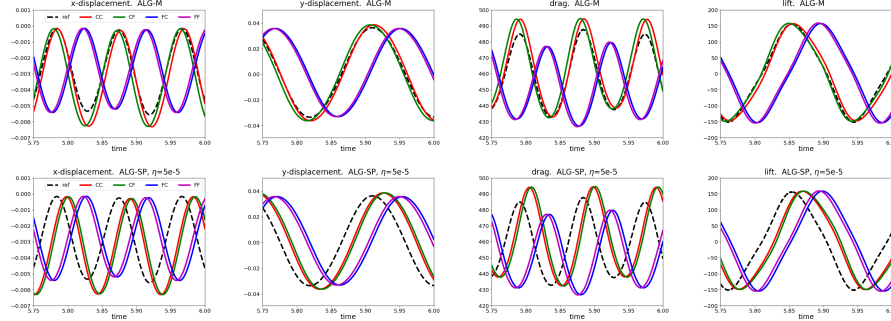 x-displacement. ALG-M
0.001
0.000
−0.001
−0.002
−0.003
−0.004
−0.005
−0.006
−0.007
5.75 5.80 5.85 5.90 5.95 6.00
time
ref CC CF FC FF
y-displacement. ALG-M
0.04
0.02
0.00
−0.02
−0.04
5.75 5.80 5.85 5.90 5.95 6.00
time
drag. ALG-M
500
490
480
470
460
450
440
430
420
5.75 5.80 5.85 5.90 5.95 6.00
time
lift. ALG-M
200
150
100
50
0
−50
−100
−150
−200
5.75 5.80 5.85 5.90 5.95 6.00
time
x-displacement. ALG-SP, η=5e-5
0.001
0.000
−0.001
−0.002
−0.003
−0.004
−0.005
−0.006
−0.007
5.75 5.80 5.85 5.90 5.95 6.00
time
ref CC CF FC FF
y-displacement. ALG-SP, η=5e-5
0.04
0.02
0.00
−0.02
−0.04
5.75 5.80 5.85 5.90 5.95 6.00
time
drag. ALG-SP, η=5e-5
500
490
480
470
460
450
440
430
420
5.75 5.80 5.85 5.90 5.95 6.00
time
lift. ALG-SP, η=5e-5
200
150
100
50
0
−50
−100
−150
−200
5.75 5.80 5.85 5.90 5.95 6.00
time